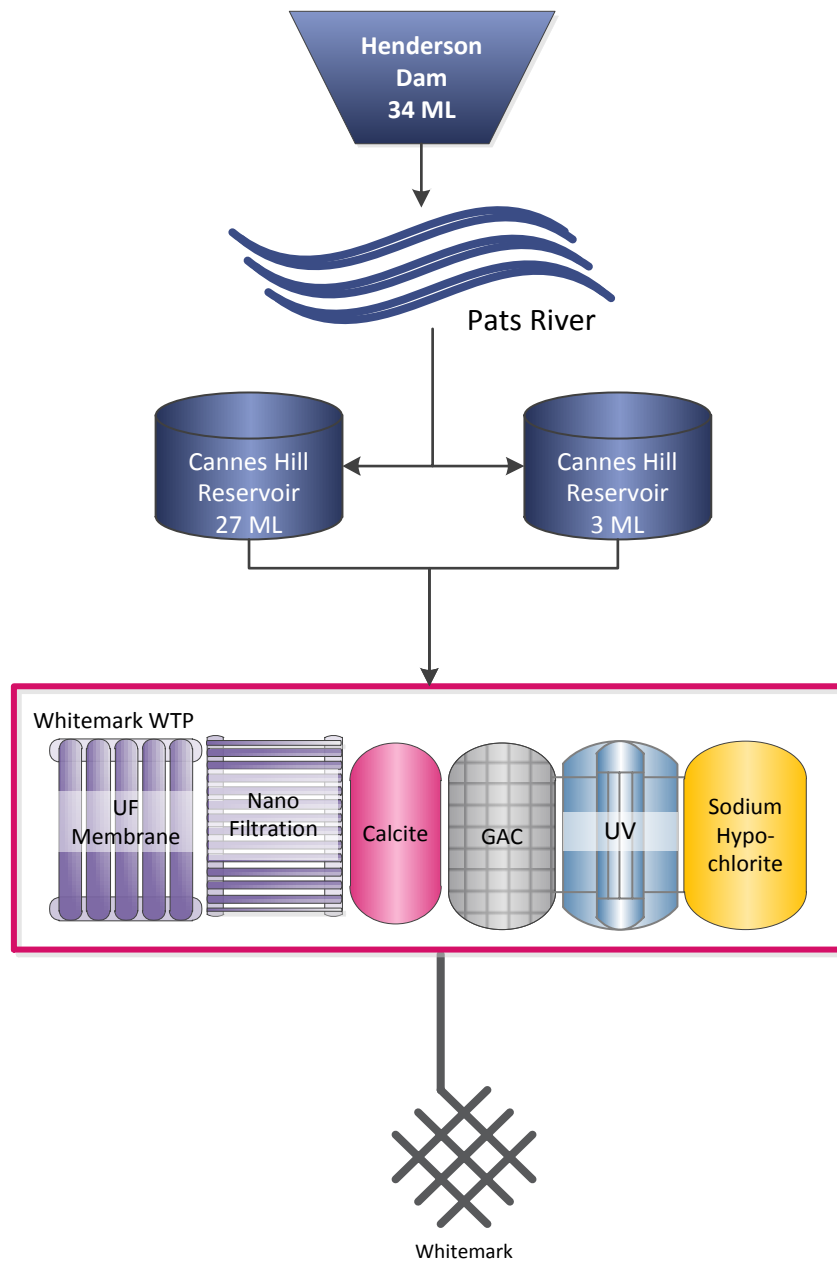 Henderson
Dam
34 ML
Pats River
Cannes Hill
Reservoir
27 ML
Cannes Hill
Reservoir
3 ML
Whitemark WTP
UF
Membrane
Nano
Filtration
Calcite
GAC
UV
Sodium
Hypo-
chlorite
Whitemark